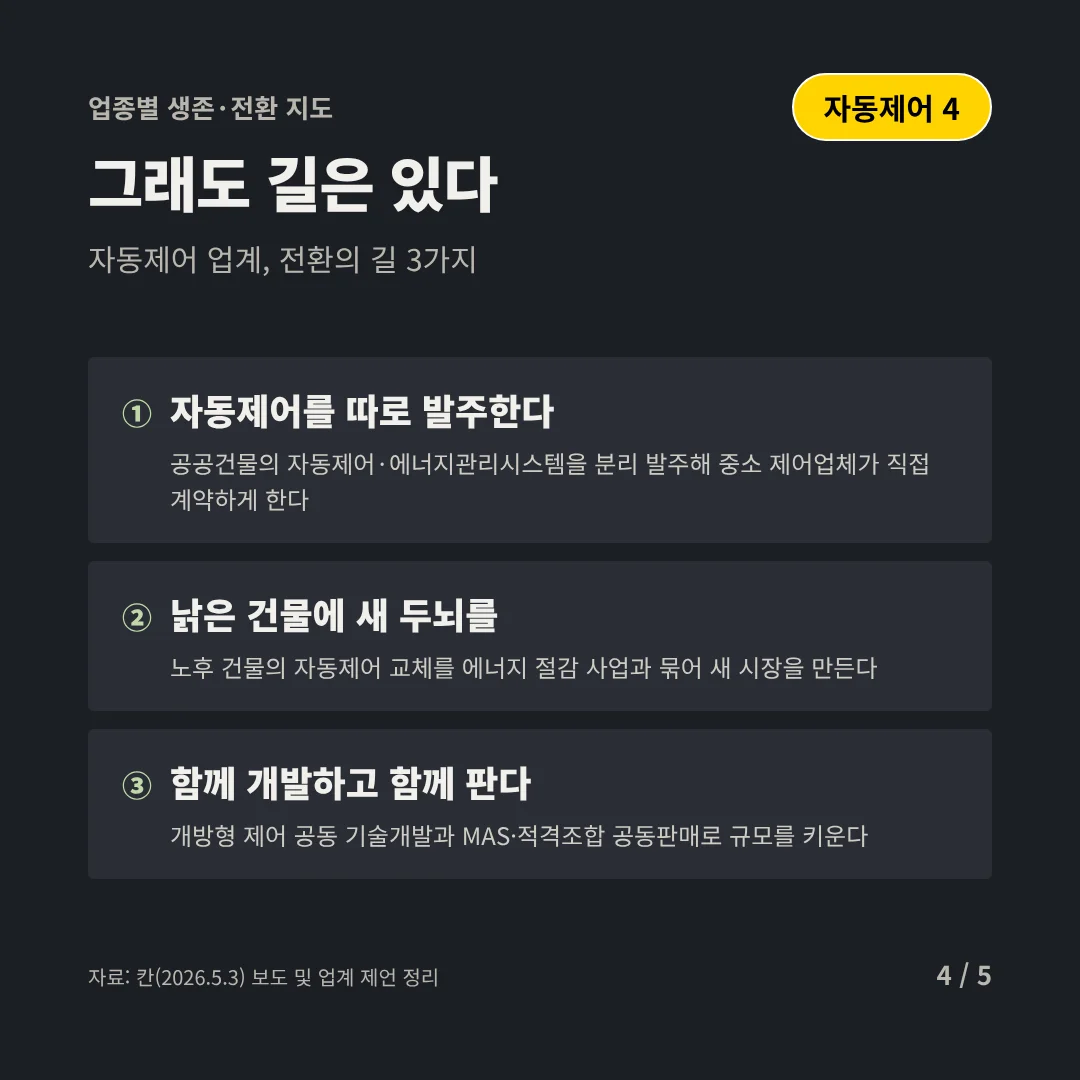 업종별 생존·전환 지도
자동제어 4
그래도 길은 있다
자동제어 업계, 전환의 길 3가지
① 자동제어를 따로 발주한다
공공건물의 자동제어·에너지관리시스템을 분리 발주해 중소 제어업체가 직접
계약하게 한다
② 낡은 건물에 새 두뇌를
노후 건물의 자동제어 교체를 에너지 절감 사업과 묶어 새 시장을 만든다
③ 함께 개발하고 함께 판다
개방형 제어 공동 기술개발과 MAS·적격조합 공동판매로 규모를 키운다
자료: 칸(2026.5.3) 보도 및 업계 제언 정리
4 / 5